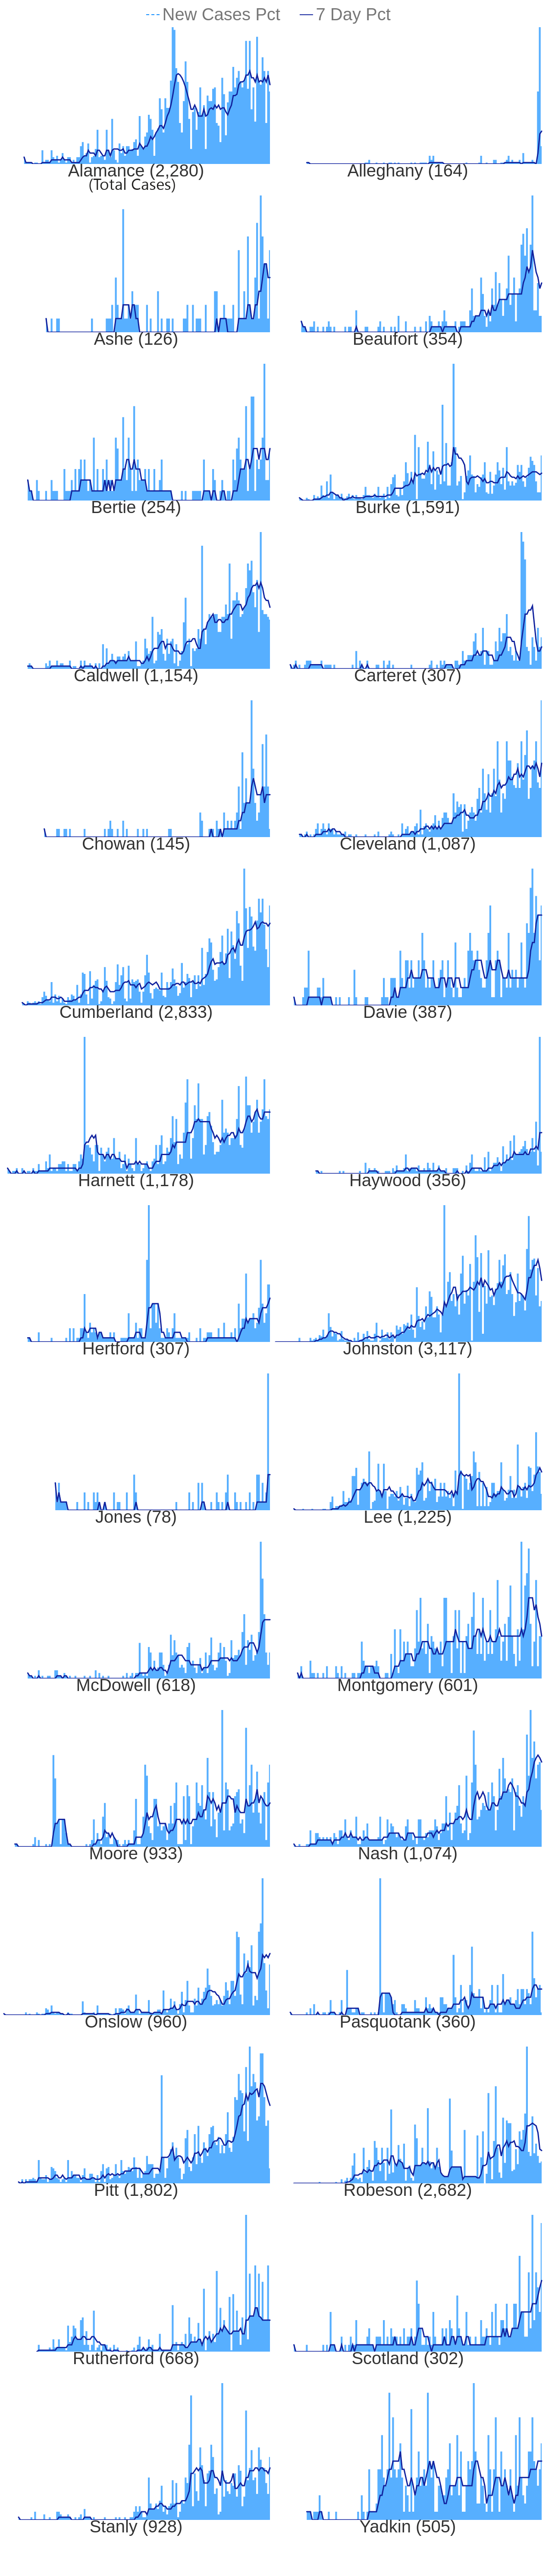 New Cases Pct 7 Day Pct
Alamance (2,280) Alleghany (164)
(Total Cases)
Ashe (126) Beaufort (354)
Bertie (254) Burke (1,591)
Caldwell (1,154) Carteret (307)
Chowan (145) Cleveland (1,087)
Cumberland (2,833) Davie (387)
Harnett (1,178) Haywood (356)
Hertford (307) Johnston (3,117)
Jones (78) Lee (1,225)
McDowell (618) Montgomery (601)
Moore (933) Nash (1,074)
Onslow (960) Pasquotank (360)
Pitt (1,802) Robeson (2,682)
Rutherford (668) Scotland (302)
Stanly (928) Yadkin (505)